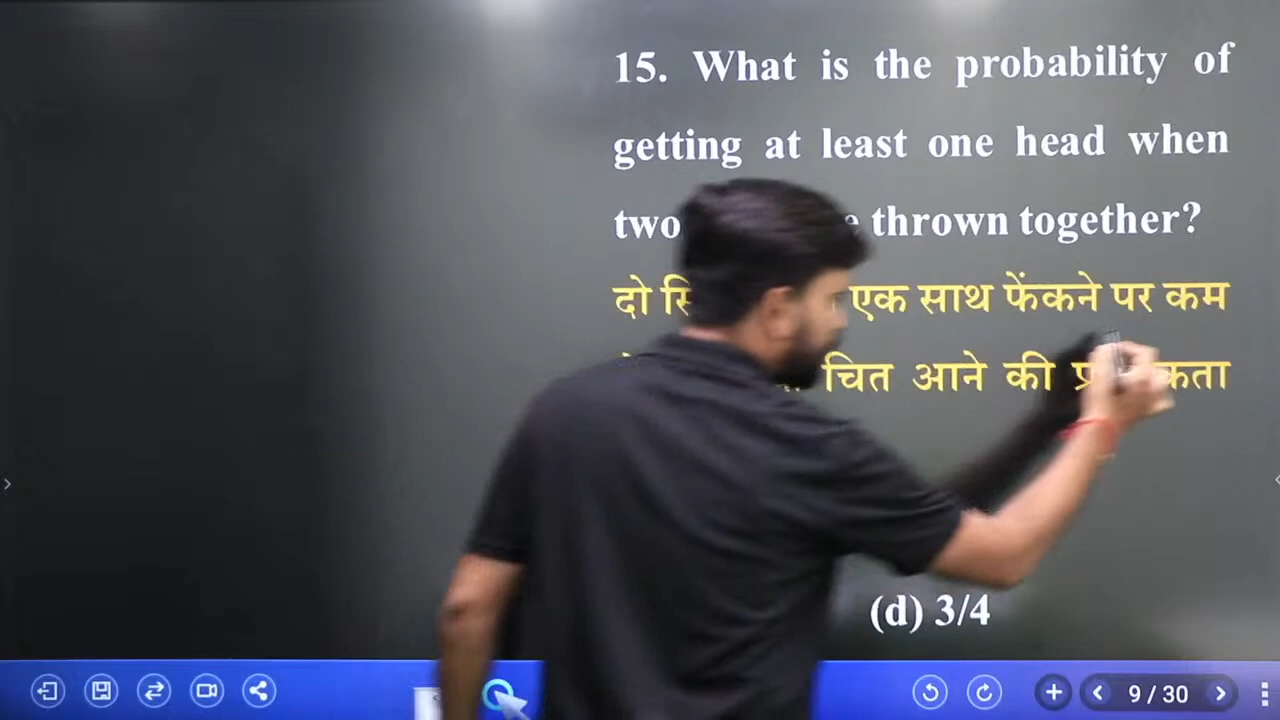 15. What is the probability of
getting at least one head when
two thrown together?
दो एक साथ फेंकने पर कम
चित आने की
(d) 3/4
9 / 30